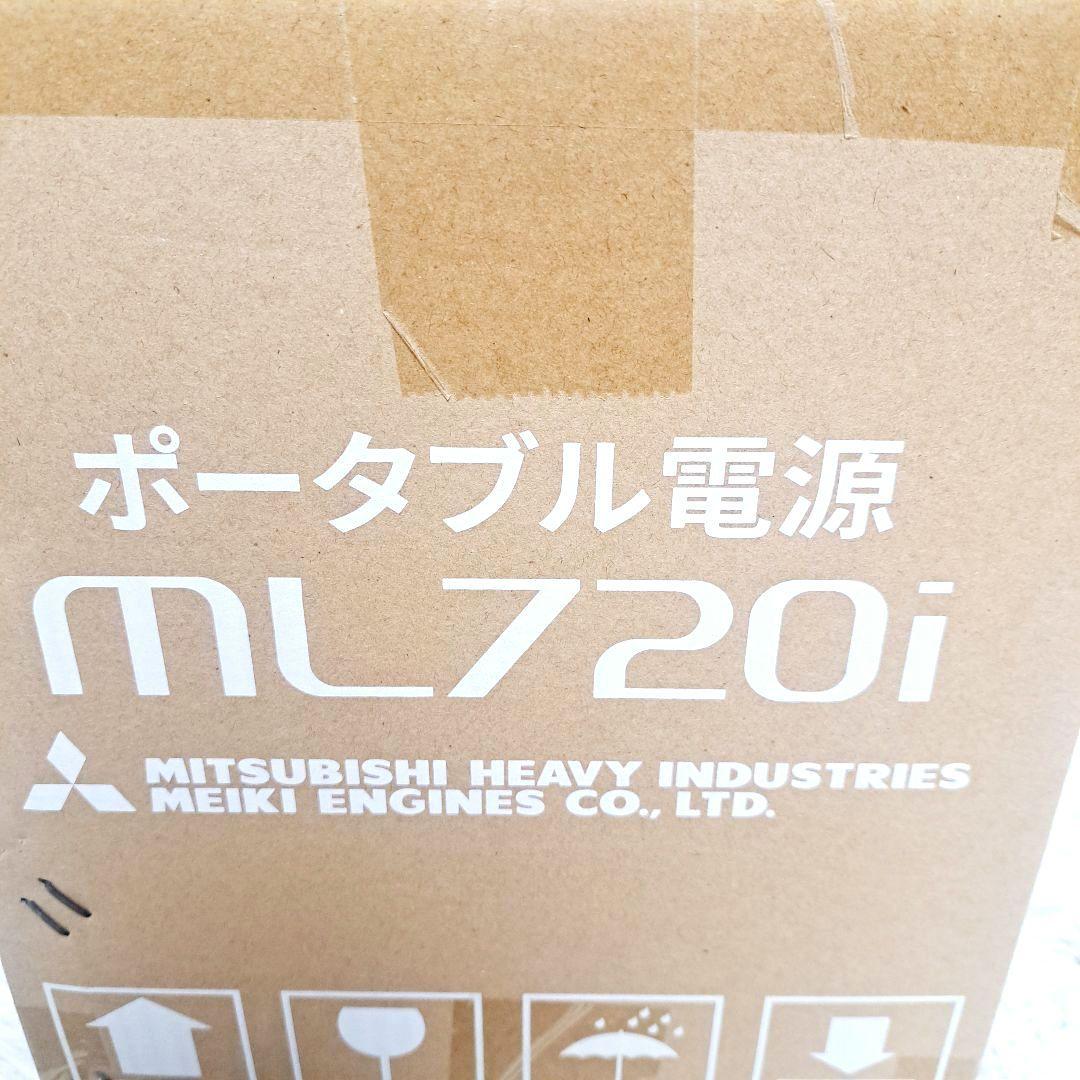 ポータブル電源
ML720i
MITSUBISHI HEAVY INDUSTRIES
MEIKI ENGINES CO., LTD.